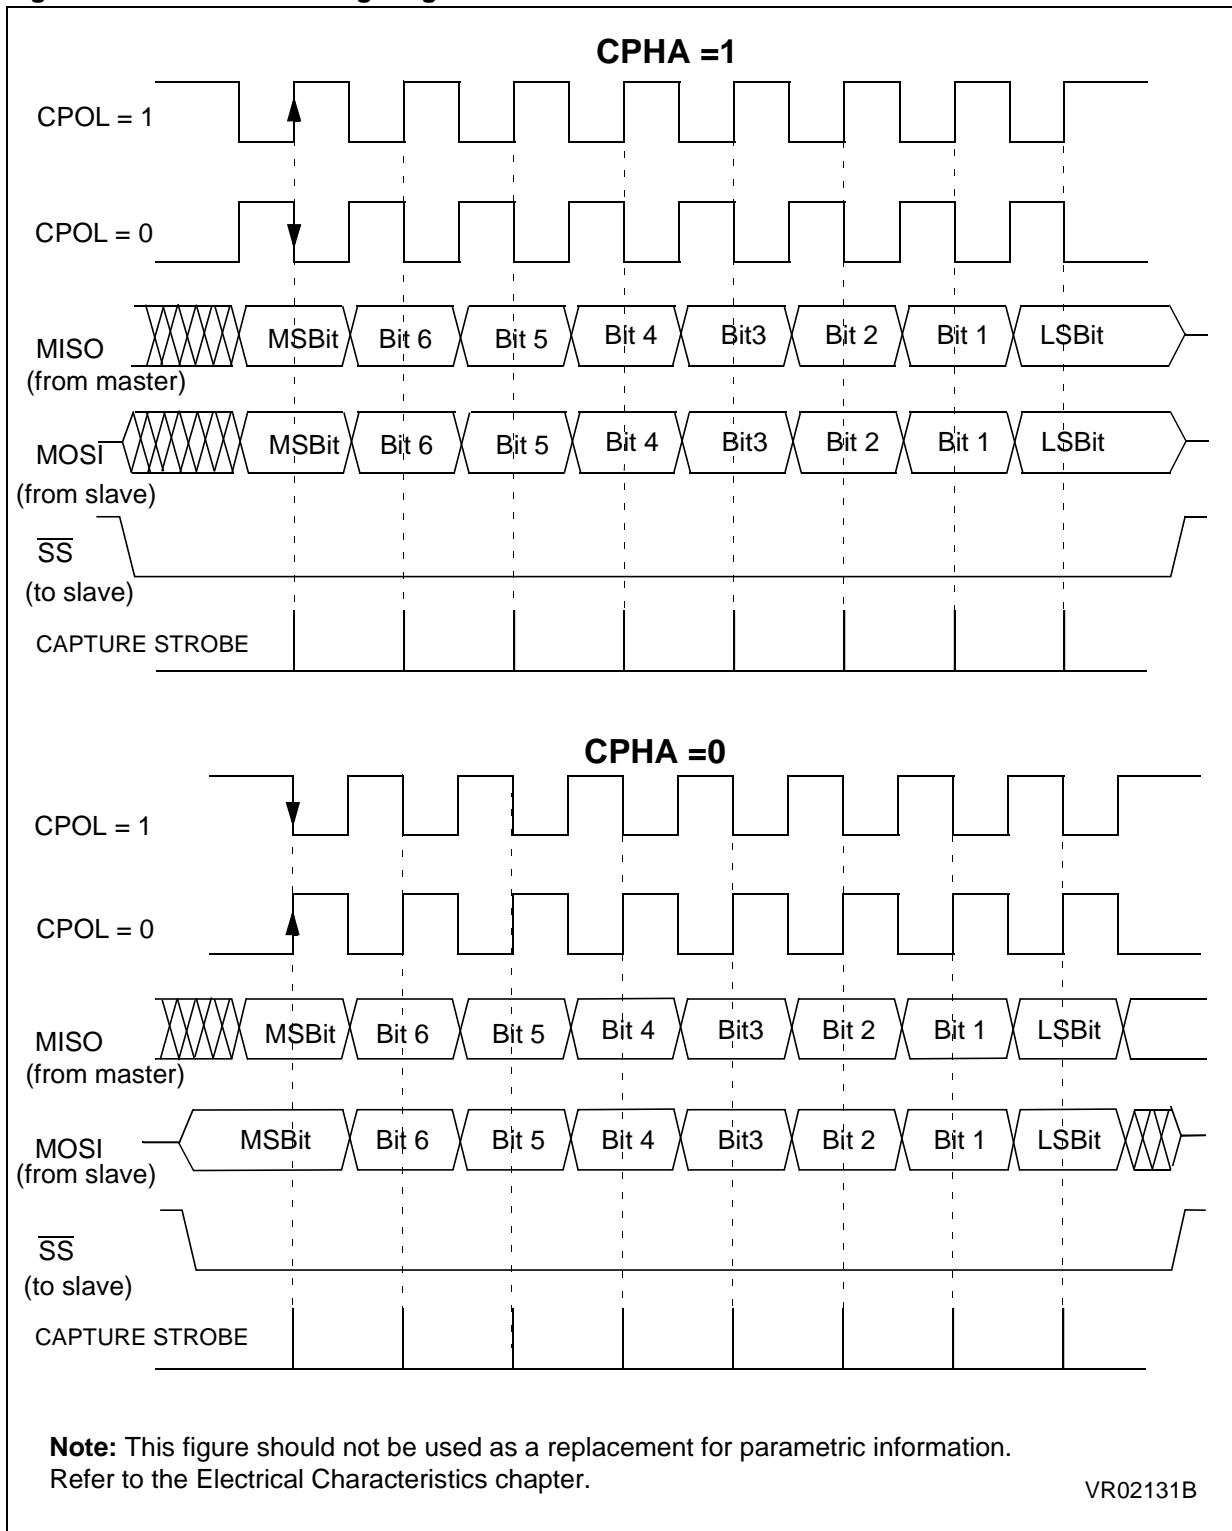 CPHA =1
CPOL = 1
CPOL = 0
MISO
(from master)
MSBit Bit 6 Bit 5 Bit 4 Bit3 Bit 2 Bit 1 LSBit
MOSI
(from slave)
MSBit Bit 6 Bit 5 Bit 4 Bit3 Bit 2 Bit 1 LSBit
SS
(to slave)
CAPTURE STROBE
CPHA =0
CPOL = 1
CPOL = 0
MISO
(from master)
MSBit Bit 6 Bit 5 Bit 4 Bit3 Bit 2 Bit 1 LSBit
MOSI
(from slave)
MSBit Bit 6 Bit 5 Bit 4 Bit3 Bit 2 Bit 1 LSBit
SS
(to slave)
CAPTURE STROBE
Note: This figure should not be used as a replacement for parametric information.
Refer to the Electrical Characteristics chapter.
VR02131B